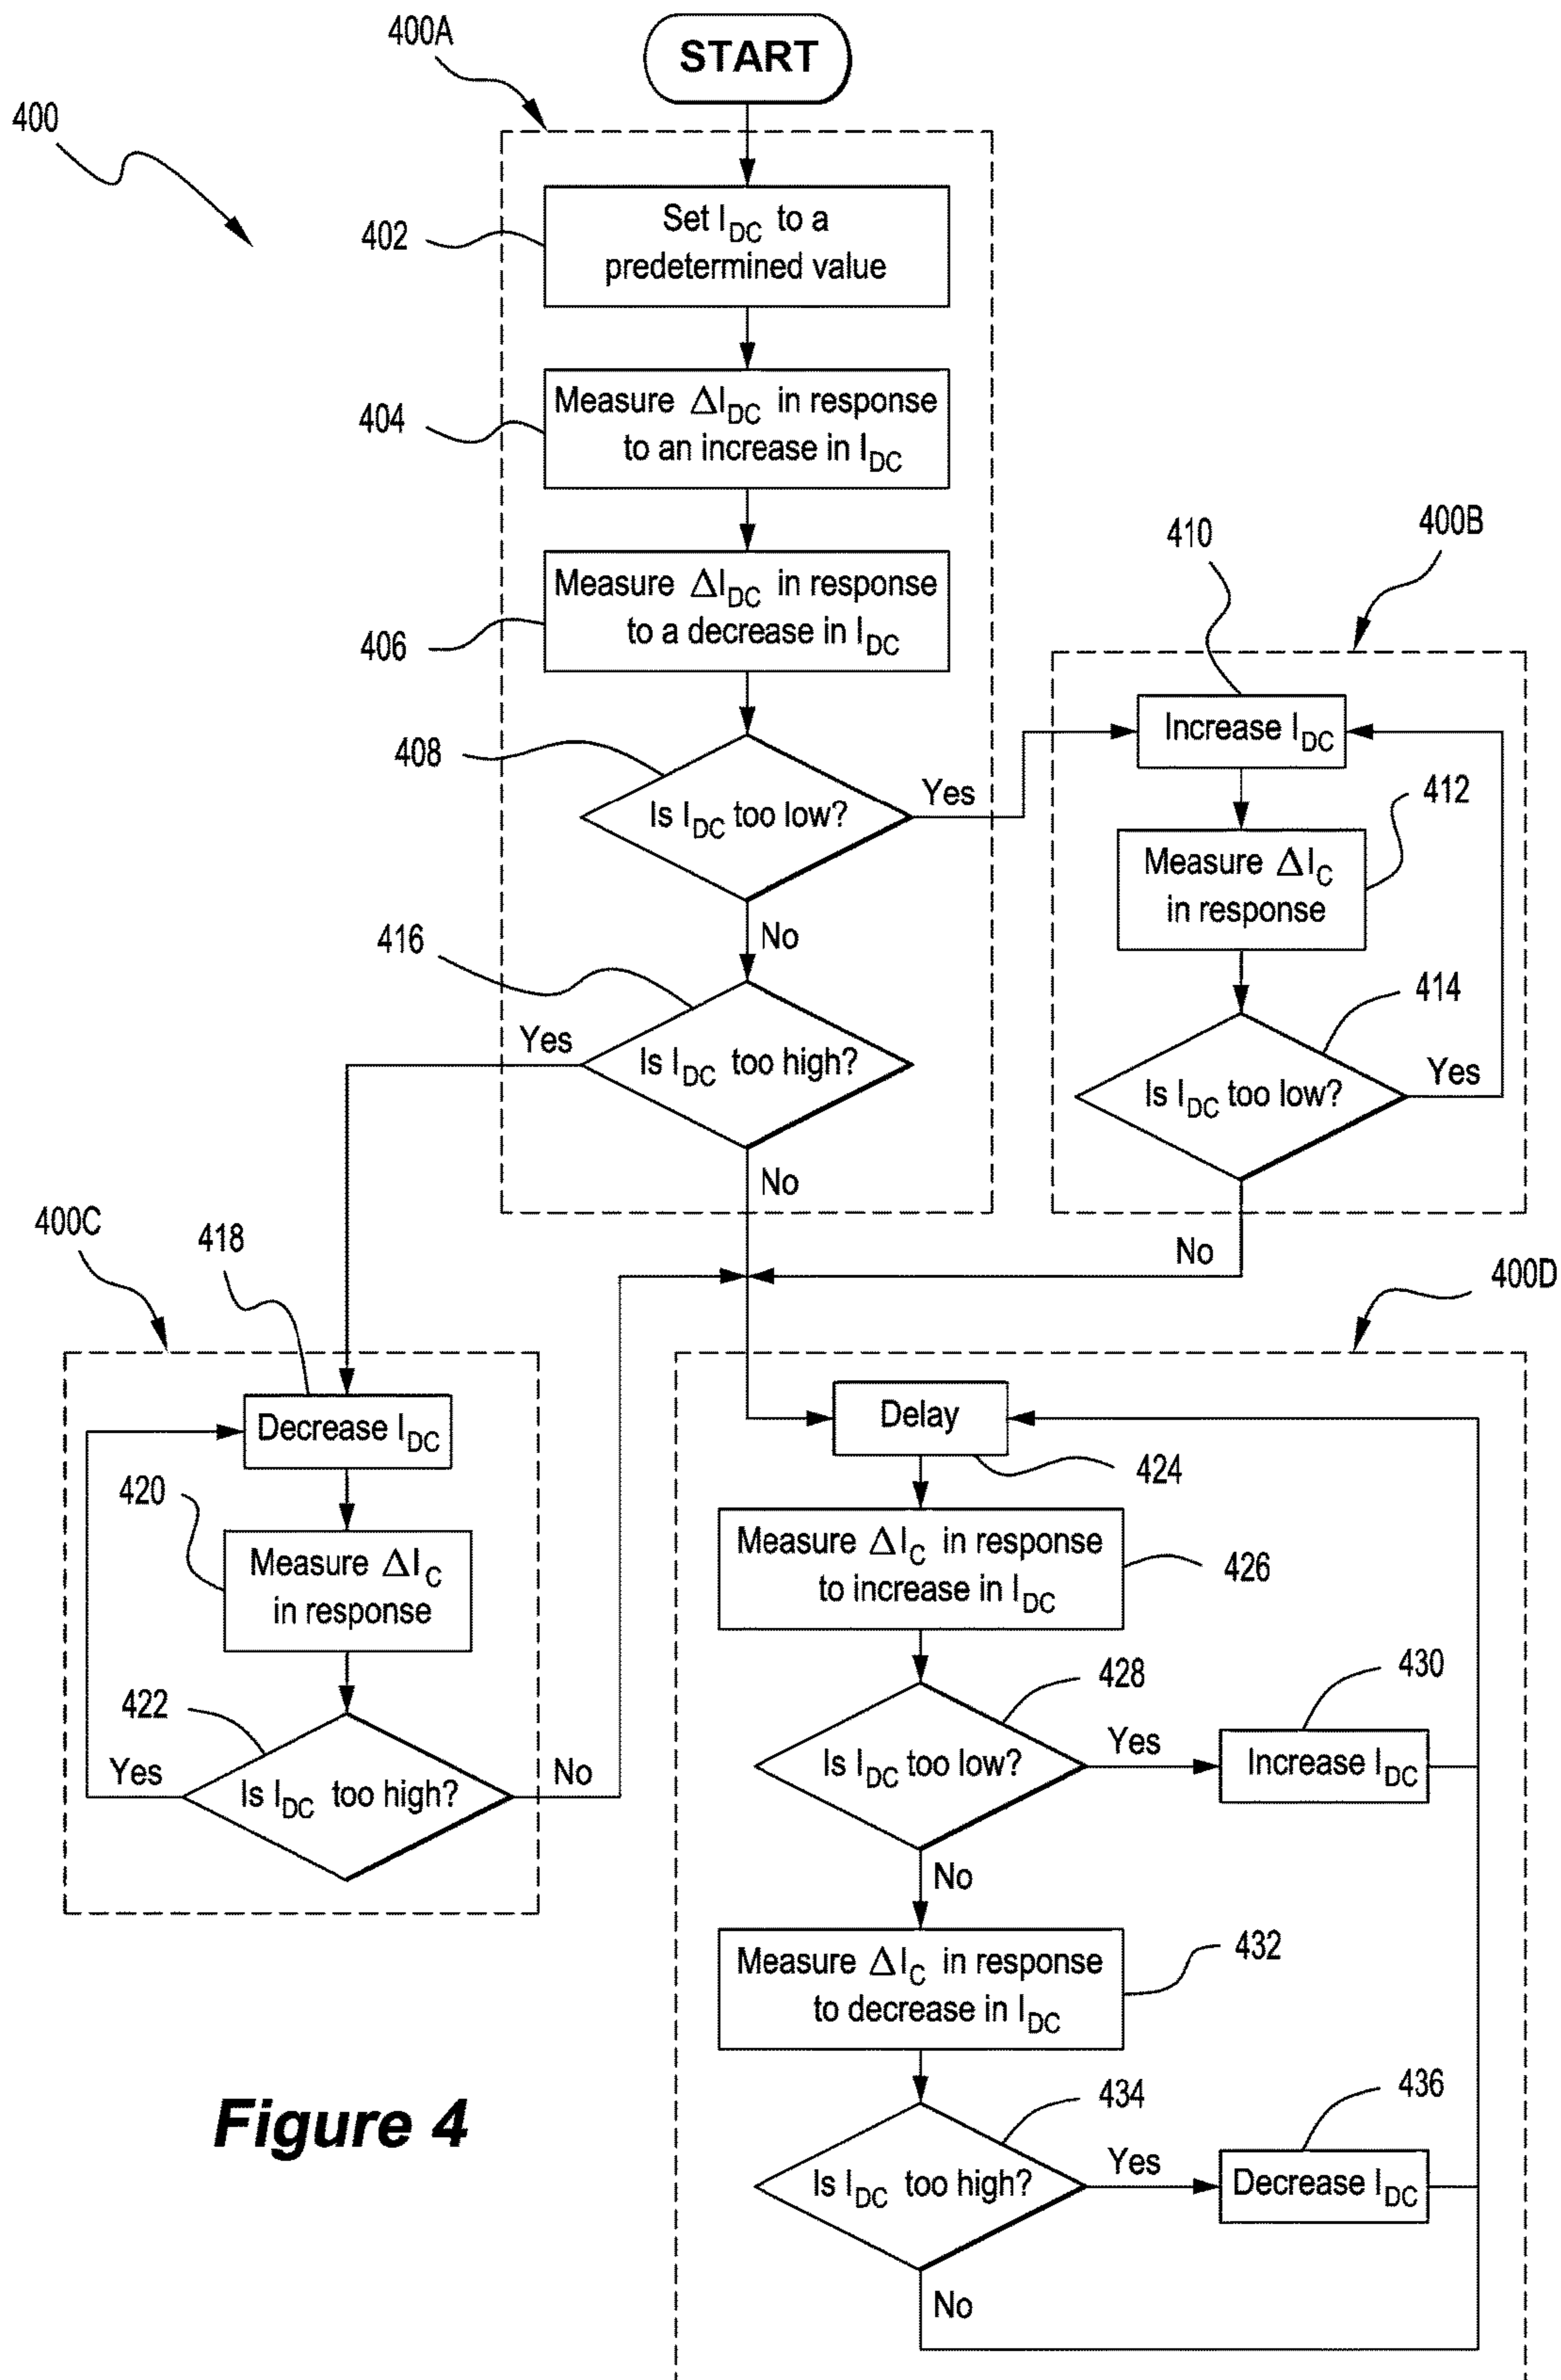 START
400A
400
402
Set IDC to a
predetermined value
404
Measure ΔIDC in response
to an increase in IDC
406
Measure ΔIDC in response
to a decrease in IDC
408
Is IDC too low?
Yes
No
416
Is IDC too high?
Yes
No
400B
410
Increase IDC
412
Measure ΔIC
in response
414
Is IDC too low?
Yes
No
400C
418
Decrease IDC
420
Measure ΔIC
in response
422
Is IDC too high?
Yes
No
400D
Delay
424
Measure ΔIC in response
to increase in IDC
426
428
Is IDC too low?
Yes
430
Increase IDC
No
Measure ΔIC in response
to decrease in IDC
432
434
Is IDC too high?
Yes
436
Decrease IDC
No
Figure 4